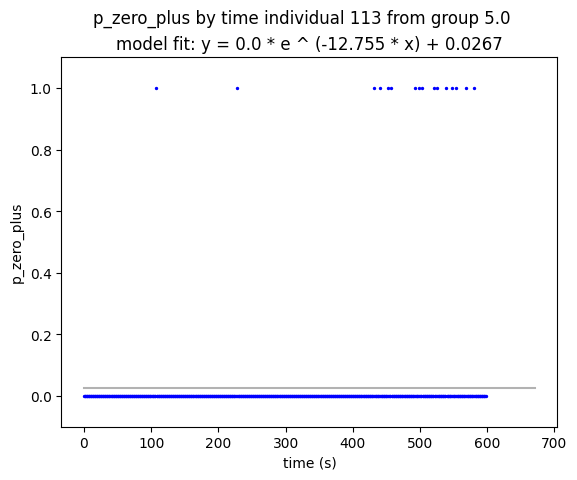 p_zero_plus by time individual 113 from group 5.0
model fit: y = 0.0 * e ^ (-12.755 * x) + 0.0267
1.0
0.8
0.6
0.4
0.2
0.0
p_zero_plus
0 100 200 300 400 500 600 700
time (s)